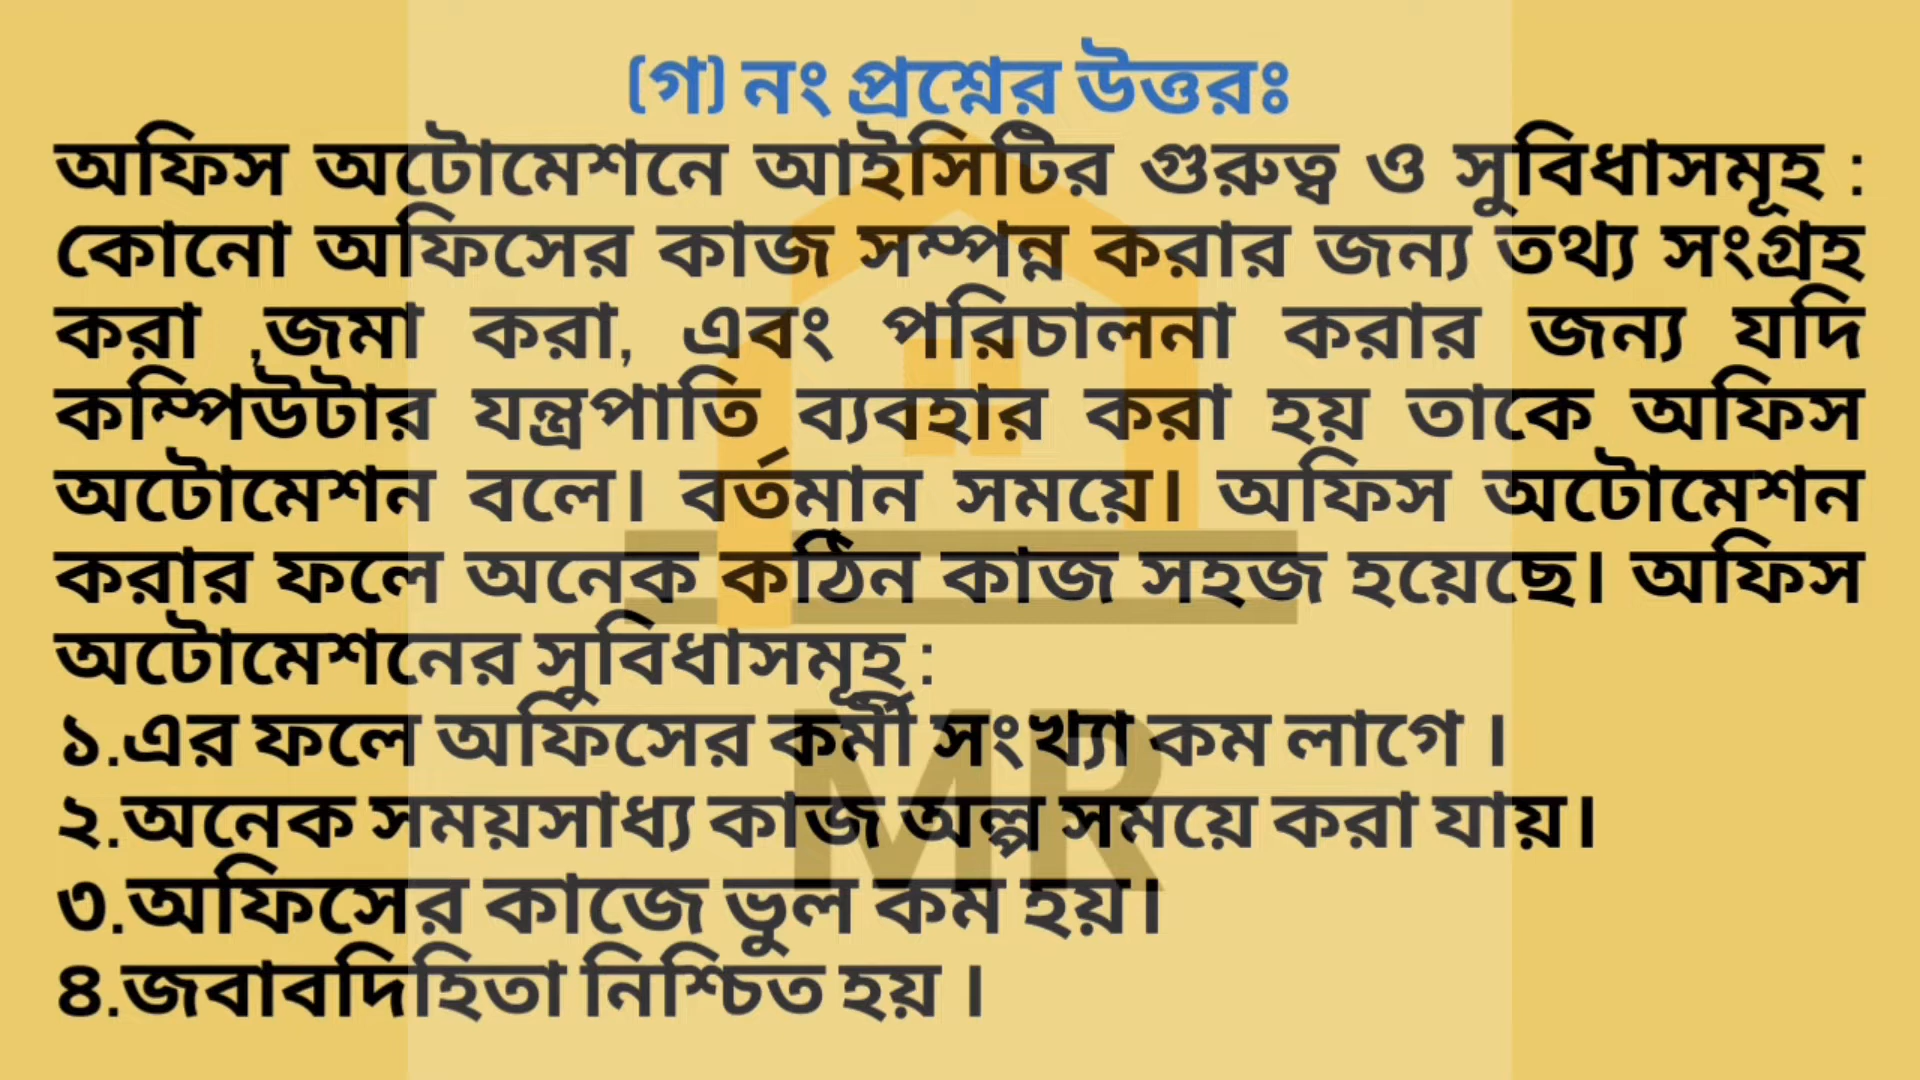 (গ) নং প্রশ্নের উত্তরঃ
অফিস অটোমেশনে আইসিটির গুরুত্ব ও সুবিধাসমূহ :
কোনো অফিসের কাজ সম্পন্ন করার জন্য তথ্য সংগ্রহ
করা ,জমা করা, এবং পরিচালনা করার জন্য যদি
কম্পিউটার যন্ত্রপাতি ব্যবহার করা হয় তাকে অফিস
অটোমেশন বলে। বর্তমান সময়ে। অফিস অটোমেশন
করার ফলে অনেক কঠিন কাজ সহজ হয়েছে। অফিস
অটোমেশনের সুবিধাসমূহ :
১.এর ফলে অফিসের কর্মী সংখ্যা কম লাগে ।
২.অনেক সময়সাধ্য কাজ অল্প সময়ে করা যায়।
৩.অফিসের কাজে ভুল কম হয়।
৪.জবাবদিহিতা নিশ্চিত হয় ।
MR